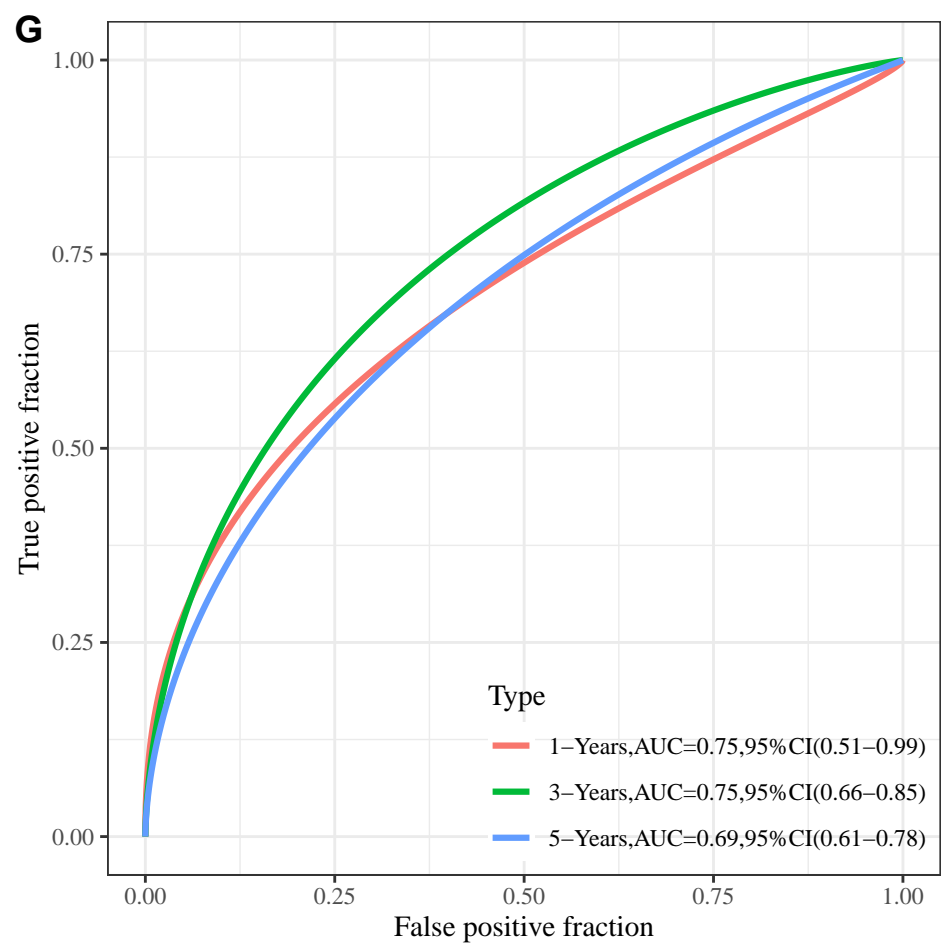 G
1.00
0.75
0.50
0.25
0.00
True positive fraction
Type
1−Years,AUC=0.75,95%CI(0.51−0.99)
3−Years,AUC=0.75,95%CI(0.66−0.85)
5−Years,AUC=0.69,95%CI(0.61−0.78)
0.00 0.25 0.50 0.75 1.00
False positive fraction